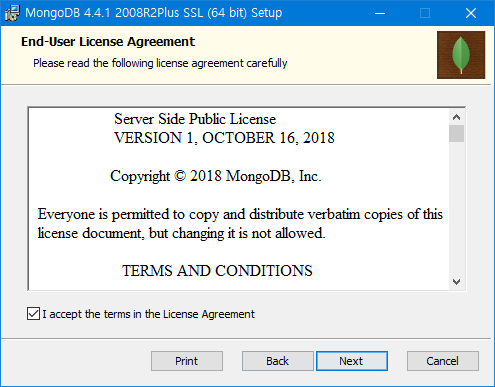 MongoDB 4.4.1 2008R2Plus SSL (64 bit) Setup
End-User License Agreement
Please read the following license agreement carefully
Server Side Public License
VERSION 1, OCTOBER 16, 2018
Copyright © 2018 MongoDB, Inc.
Everyone is permitted to copy and distribute verbatim copies of this
license document, but changing it is not allowed.
TERMS AND CONDITIONS
I accept the terms in the License Agreement
Print Back Next Cancel